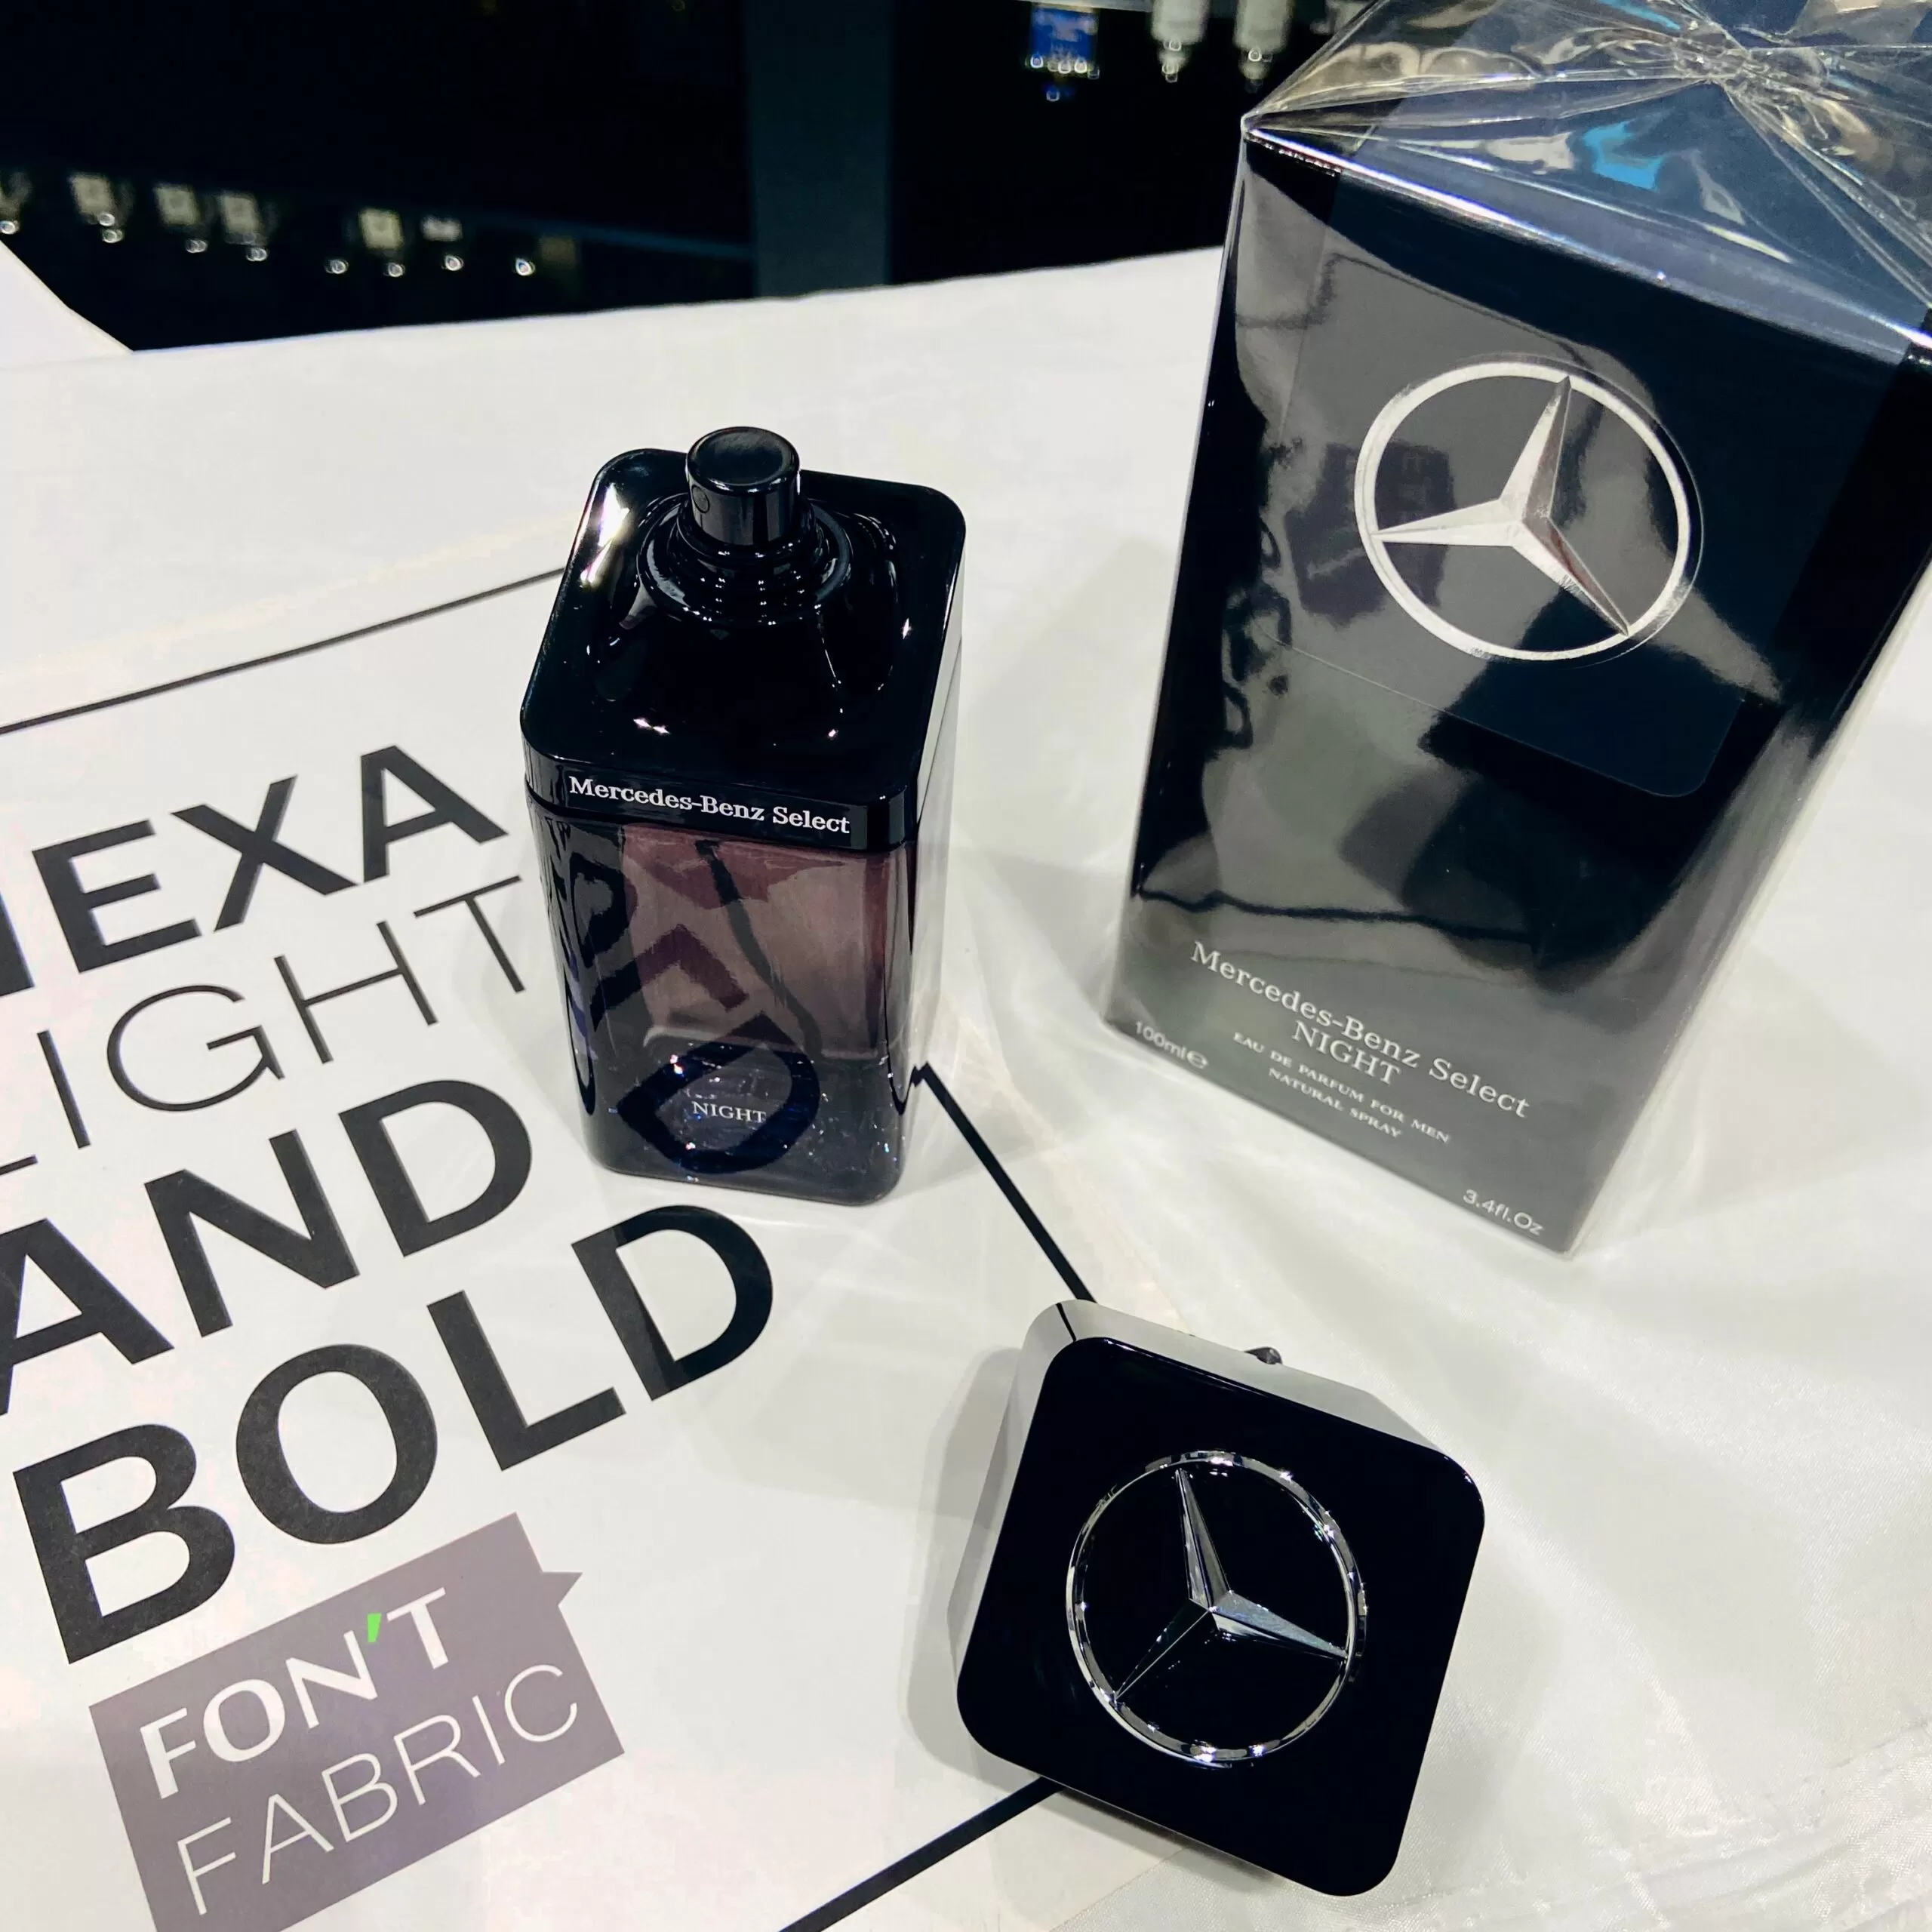 NEXA
LIGHT
AND
BOLD
FON'T
FABRIC
Mercedes-Benz Select
NIGHT
Mercedes-Benz Select
NIGHT
EAU DE PARFUM FOR MEN
NATURAL SPRAY
100ml℮
3.4fl.Oz